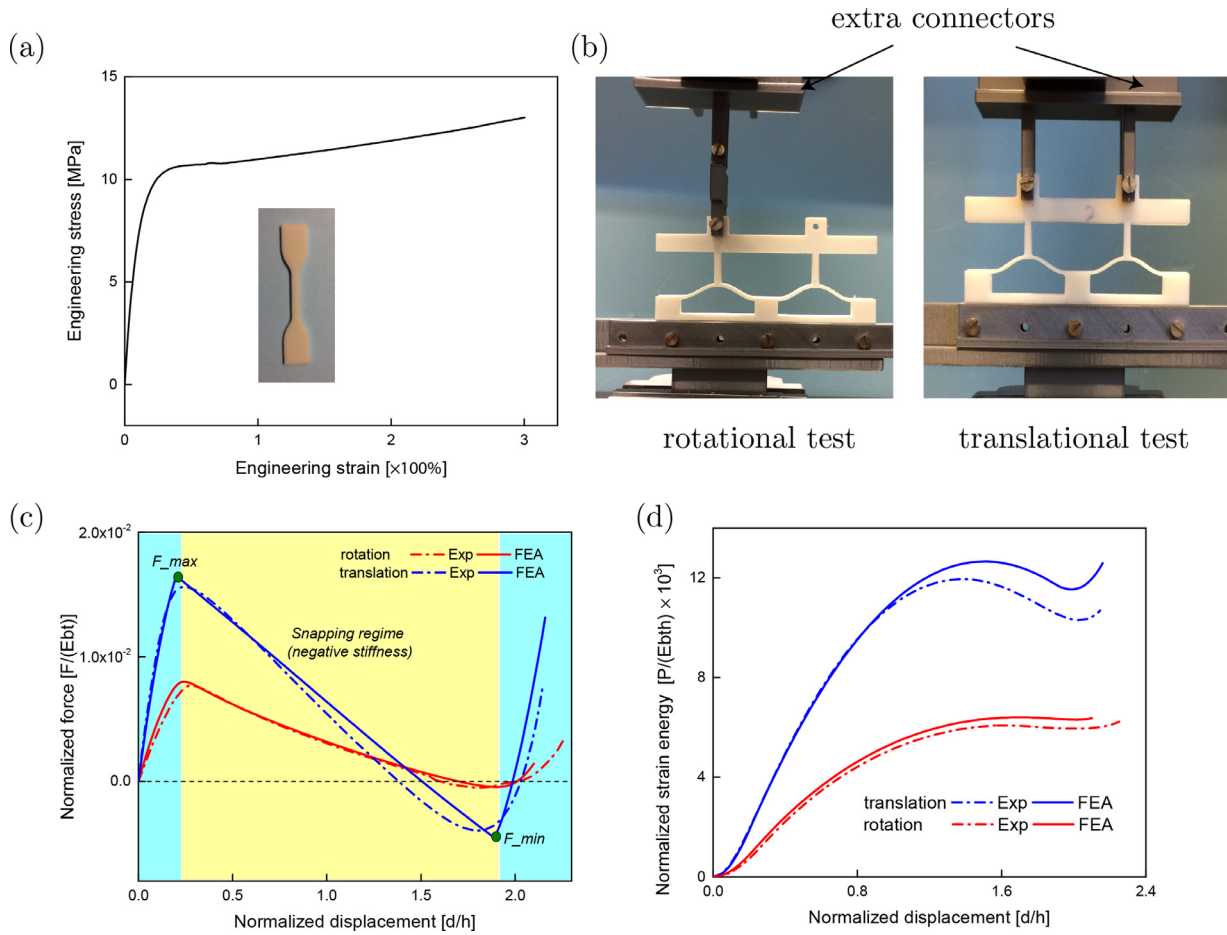 extra connectors
(a)
(b)
15
10
5
0
Engineering stress [MPa]
0 1 2 3
Engineering strain [×100%]
rotational test
translational test
(c)
2.0x10⁻²
1.0x10⁻²
0.0
Normalized force [F/(Ebt)]
F_max
rotation Exp FEA
translation Exp FEA
Snapping regime
(negative stiffness)
F_min
0.0 0.5 1.0 1.5 2.0
Normalized displacement [d/h]
(d)
12
8
4
0
Normalized strain energy [P/(Ebth) × 10³)
translation Exp FEA
rotation Exp FEA
0.0 0.8 1.6 2.4
Normalized displacement [d/h]